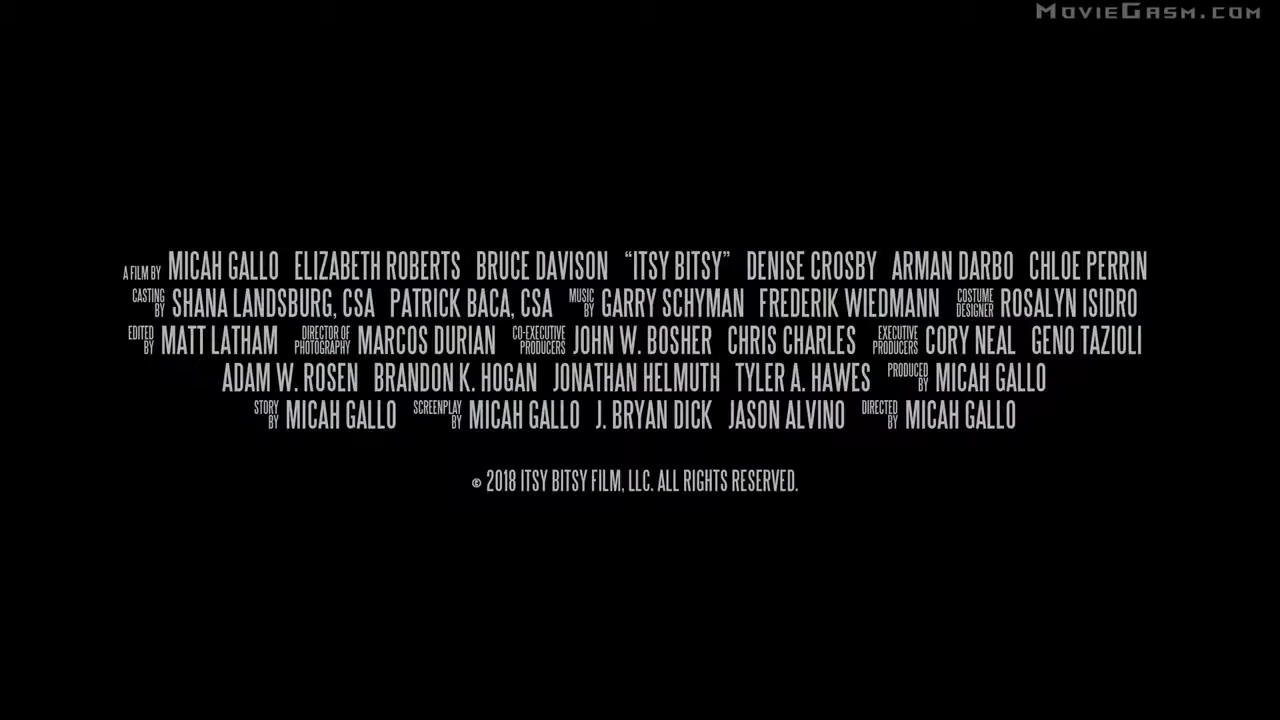 MovieGasm.com
A FILM BY MICAH GALLO ELIZABETH ROBERTS BRUCE DAVISON “ITSY BITSY” DENISE CROSBY ARMAN DARBO CHLOE PERRIN
CASTING BY SHANA LANDSBURG, CSA PATRICK BACA, CSA MUSIC BY GARRY SCHYMAN FREDERIK WIEDMANN COSTUME DESIGNER ROSALYN ISIDRO
EDITED BY MATT LATHAM DIRECTOR OF PHOTOGRAPHY MARCOS DURIAN CO-EXECUTIVE PRODUCERS JOHN W. BOSHER CHRIS CHARLES EXECUTIVE PRODUCERS CORY NEAL GENO TAZIOLI
ADAM W. ROSEN BRANDON K. HOGAN JONATHAN HELMUTH TYLER A. HAWES PRODUCED BY MICAH GALLO
STORY BY MICAH GALLO SCREENPLAY BY MICAH GALLO J. BRYAN DICK JASON ALVINO DIRECTED BY MICAH GALLO
© 2018 ITSY BITSY FILM, LLC. ALL RIGHTS RESERVED.